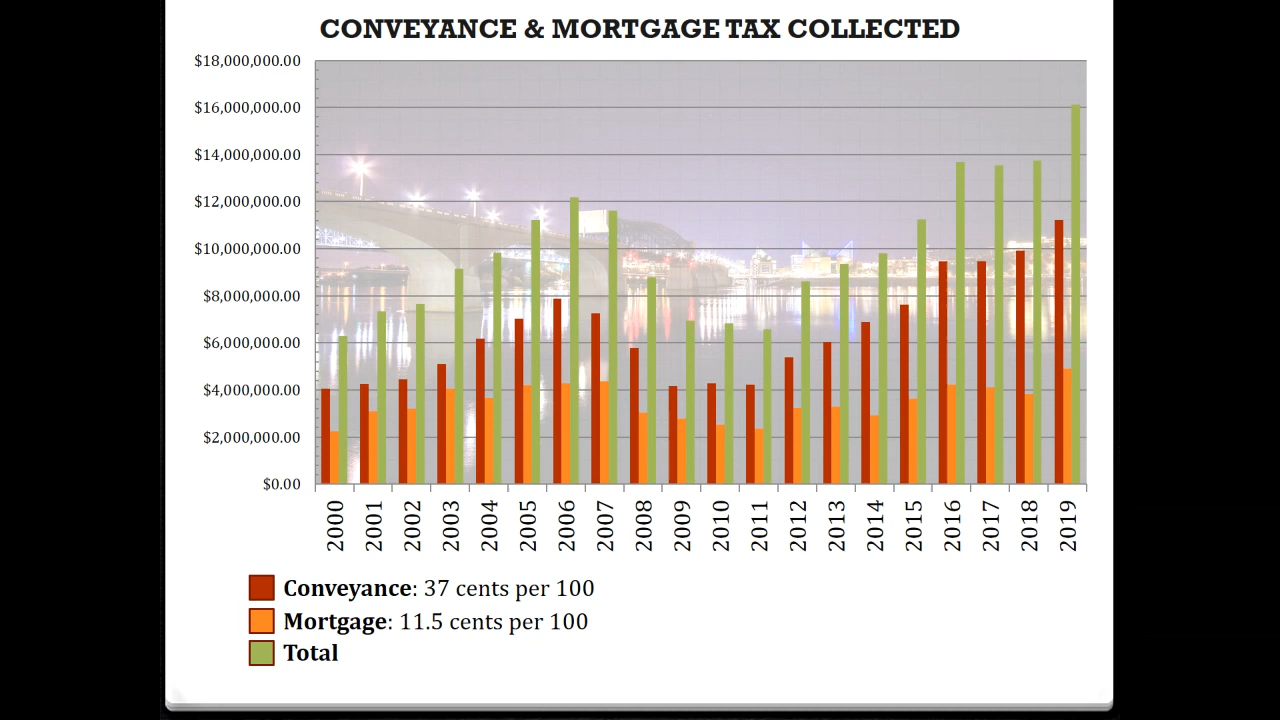 CONVEYANCE & MORTGAGE TAX COLLECTED
$18,000,000.00
$16,000,000.00
$14,000,000.00
$12,000,000.00
$10,000,000.00
$8,000,000.00
$6,000,000.00
$4,000,000.00
$2,000,000.00
$0.00
2000 2001 2002 2003 2004 2005 2006 2007 2008 2009 2010 2011 2012 2013 2014 2015 2016 2017 2018 2019
Conveyance: 37 cents per 100
Mortgage: 11.5 cents per 100
Total